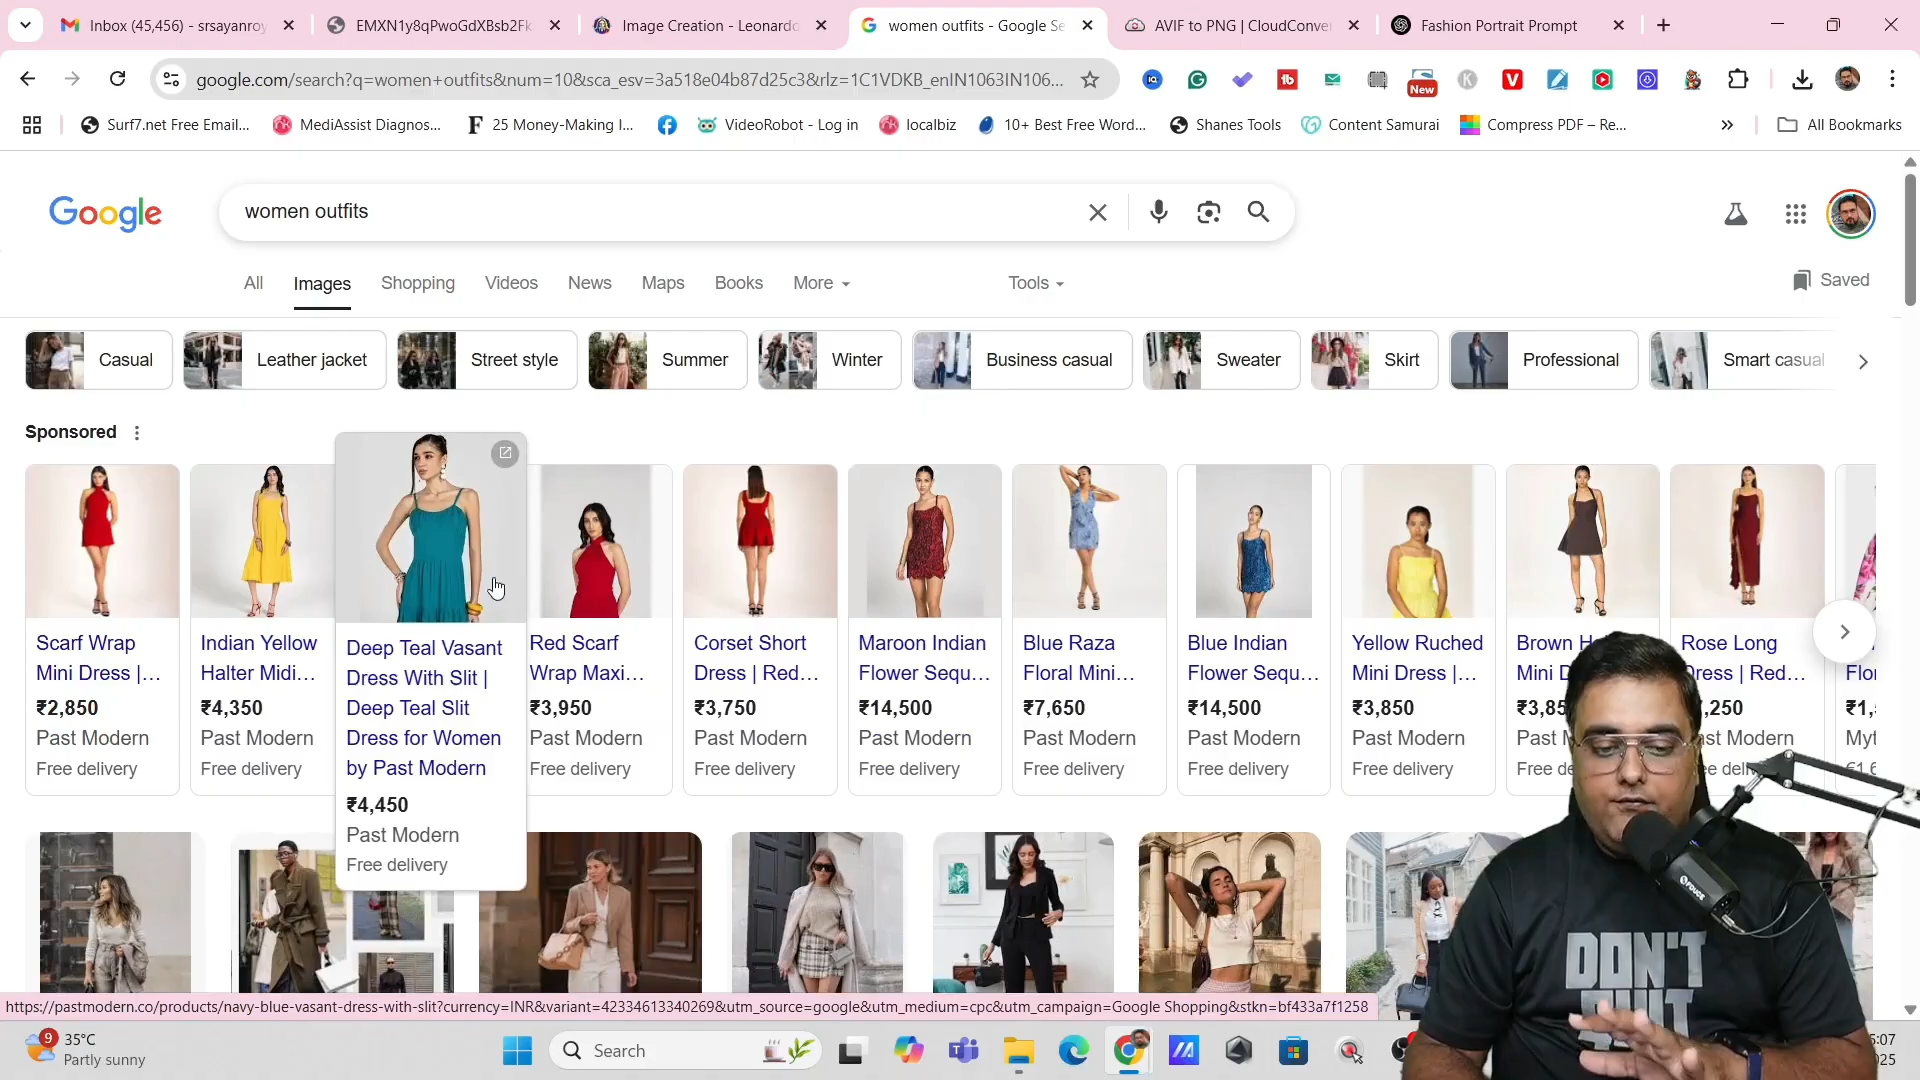 Inbox (45,456) - srsayanroy
EMXN1y8qPwoGdXBsb2Fk
Image Creation - Leonardo
women outfits - Google Se
AVIF to PNG | CloudConver
Fashion Portrait Prompt
google.com/search?q=women+outfits&num=10&sca_esv=3a518e04b87d25c3&rlz=1C1VDKB_enIN1063IN106...
New
Surf7.net Free Email...
MediAssist Diagnos...
25 Money-Making I...
VideoRobot - Log in
localbiz
10+ Best Free Word...
Shanes Tools
Content Samurai
Compress PDF – Re...
All Bookmarks
Google
women outfits
All
Images
Shopping
Videos
News
Maps
Books
More
Tools
Saved
Casual
Leather jacket
Street style
Summer
Winter
Business casual
Sweater
Skirt
Professional
Smart casual
Sponsored
Scarf Wrap
Mini Dress |...
₹2,850
Past Modern
Free delivery
Indian Yellow
Halter Midi...
₹4,350
Past Modern
Free delivery
Deep Teal Vasant
Dress With Slit |
Deep Teal Slit
Dress for Women
by Past Modern
₹4,450
Past Modern
Free delivery
Red Scarf
Wrap Maxi...
₹3,950
Past Modern
Free delivery
Corset Short
Dress | Red...
₹3,750
Past Modern
Free delivery
Maroon Indian
Flower Sequ...
₹14,500
Past Modern
Free delivery
Blue Raza
Floral Mini...
₹7,650
Past Modern
Free delivery
Blue Indian
Flower Sequ...
₹14,500
Past Modern
Free delivery
Yellow Ruched
Mini Dress |...
₹3,850
Past Modern
Free delivery
Brown
Mini
Past
Free
Rose Long
Dress | Red...
250
Modern
https://pastmodern.co/products/navy-blue-vasant-dress-with-slit?currency=INR&variant=42334613340269&utm_source=google&utm_medium=cpc&utm_campaign=Google Shopping&stkn=bf433a7f1258
DON'T
QUIT
9
35°C
Partly sunny
Search